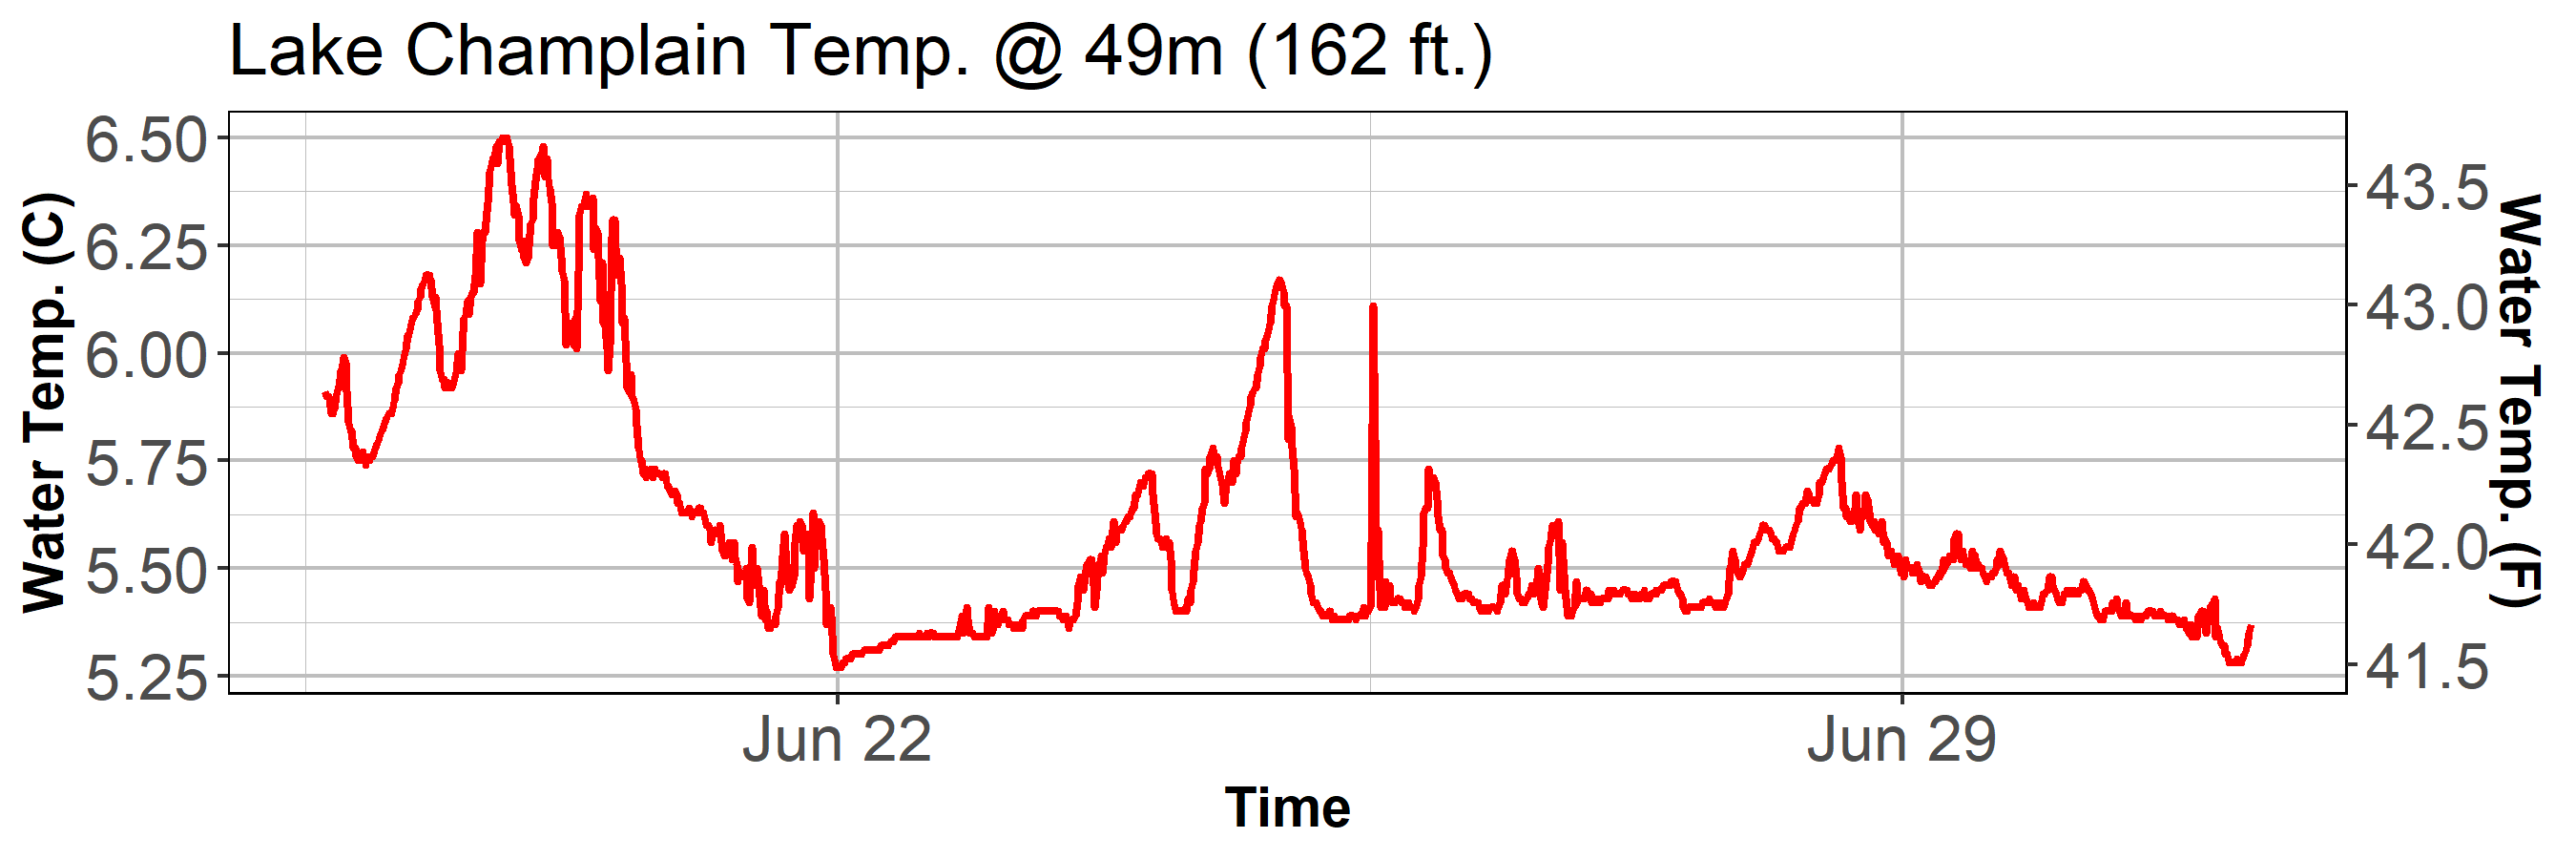 Lake Champlain Temp. @ 49m (162 ft.)
Water Temp. (C)
6.50
6.25
6.00
5.75
5.50
5.25
43.5
43.0
42.5
42.0
41.5
Water Temp. (F)
Jun 22
Jun 29
Time